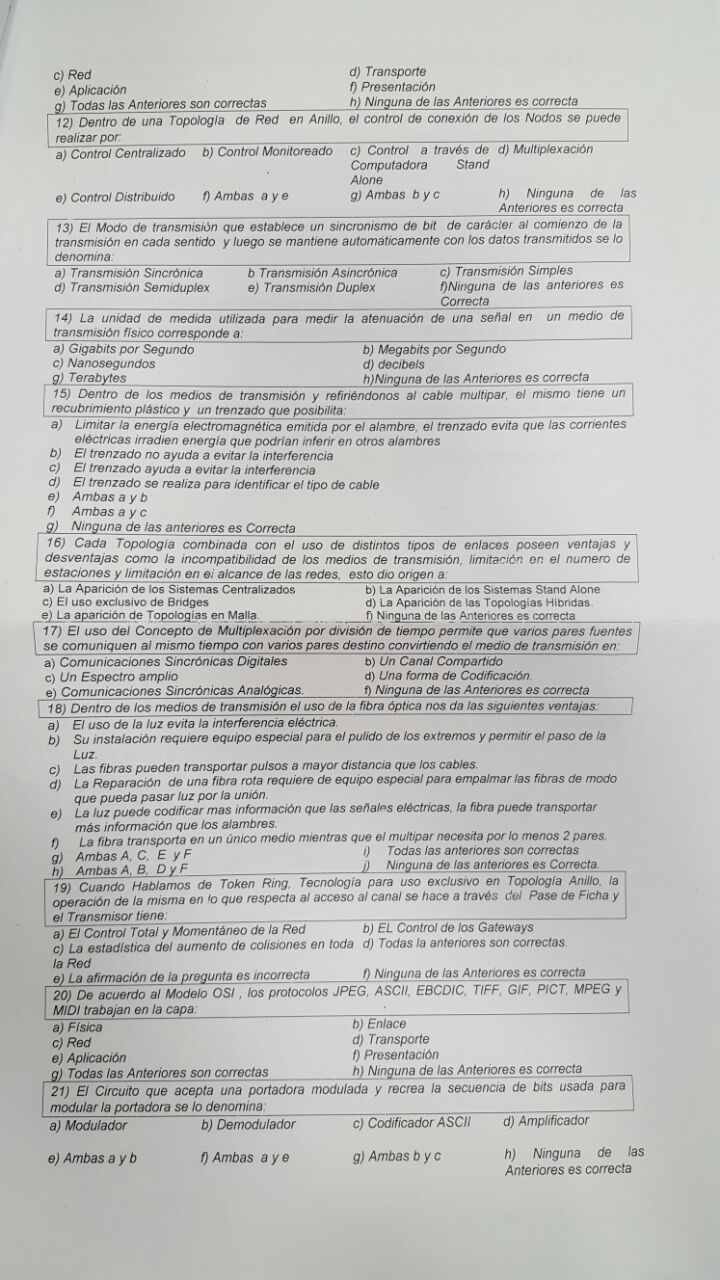 c) Red d) Transporte
e) Aplicación f) Presentación
g) Todas las Anteriores son correctas h) Ninguna de las Anteriores es correcta
12) Dentro de una Topología de Red en Anillo, el control de conexión de los Nodos se puede
realizar por:
a) Control Centralizado b) Control Monitoreado c) Control a través de d) Multiplexación
Computadora Stand
Alone
e) Control Distribuido f) Ambas a y e g) Ambas b y c h) Ninguna de las
Anteriores es correcta
13) El Modo de transmisión que establece un sincronismo de bit de carácter al comienzo de la
transmisión en cada sentido y luego se mantiene automáticamente con los datos transmitidos se lo
denomina:
a) Transmisión Sincrónica b Transmisión Asincrónica c) Transmisión Simples
d) Transmisión Semiduplex e) Transmisión Duplex f)Ninguna de las anteriores es
Correcta
14) La unidad de medida utilizada para medir la atenuación de una señal en un medio de
transmisión físico corresponde a:
a) Gigabits por Segundo b) Megabits por Segundo
c) Nanosegundos d) decibels
g) Terabytes h)Ninguna de las Anteriores es correcta
15) Dentro de los medios de transmisión y refiriéndonos al cable multipar, el mismo tiene un
recubrimiento plástico y un trenzado que posibilita:
a) Limitar la energía electromagnética emitida por el alambre, el trenzado evita que las corrientes
eléctricas irradien energía que podrían inferir en otros alambres
b) El trenzado no ayuda a evitar la interferencia
c) El trenzado ayuda a evitar la interferencia
d) El trenzado se realiza para identificar el tipo de cable
e) Ambas a y b
f) Ambas a y c
g) Ninguna de las anteriores es Correcta
16) Cada Topología combinada con el uso de distintos tipos de enlaces poseen ventajas y
desventajas como la incompatibilidad de los medios de transmisión, limitación en el numero de
estaciones y limitación en el alcance de las redes, esto dio origen a:
a) La Aparición de los Sistemas Centralizados b) La Aparición de los Sistemas Stand Alone
c) El uso exclusivo de Bridges d) La Aparición de las Topologías Híbridas.
e) La aparición de Topologías en Malla. f) Ninguna de las Anteriores es correcta
17) El uso del Concepto de Multiplexación por división de tiempo permite que varios pares fuentes
se comuniquen al mismo tiempo con varios pares destino convirtiendo el medio de transmisión en:
a) Comunicaciones Sincrónicas Digitales b) Un Canal Compartido
c) Un Espectro amplio d) Una forma de Codificación.
e) Comunicaciones Sincrónicas Analógicas. f) Ninguna de las Anteriores es correcta
18) Dentro de los medios de transmisión el uso de la fibra óptica nos da las siguientes ventajas:
a) El uso de la luz evita la interferencia eléctrica.
b) Su instalación requiere equipo especial para el pulido de los extremos y permitir el paso de la
Luz.
c) Las fibras pueden transportar pulsos a mayor distancia que los cables.
d) La Reparación de una fibra rota requiere de equipo especial para empalmar las fibras de modo
que pueda pasar luz por la unión.
e) La luz puede codificar mas información que las señales eléctricas, la fibra puede transportar
más información que los alambres.
f) La fibra transporta en un único medio mientras que el multipar necesita por lo menos 2 pares.
g) Ambas A, C, E y F i) Todas las anteriores son correctas
h) Ambas A, B, D y F j) Ninguna de las anteriores es Correcta.
19) Cuando Hablamos de Token Ring, Tecnología para uso exclusivo en Topología Anillo, la
operación de la misma en lo que respecta al acceso al canal se hace a través del Pase de Ficha y
el Transmisor tiene:
a) El Control Total y Momentáneo de la Red b) EL Control de los Gateways
c) La estadística del aumento de colisiones en toda d) Todas la anteriores son correctas.
la Red
e) La afirmación de la pregunta es incorrecta f) Ninguna de las Anteriores es correcta
20) De acuerdo al Modelo OSI , los protocolos JPEG, ASCII, EBCDIC, TIFF, GIF, PICT, MPEG y
MIDI trabajan en la capa:
a) Física b) Enlace
c) Red d) Transporte
e) Aplicación f) Presentación
g) Todas las Anteriores son correctas h) Ninguna de las Anteriores es correcta
21) El Circuito que acepta una portadora modulada y recrea la secuencia de bits usada para
modular la portadora se lo denomina:
a) Modulador b) Demodulador c) Codificador ASCII d) Amplificador
e) Ambas a y b f) Ambas a y e g) Ambas b y c h) Ninguna de las
Anteriores es correcta